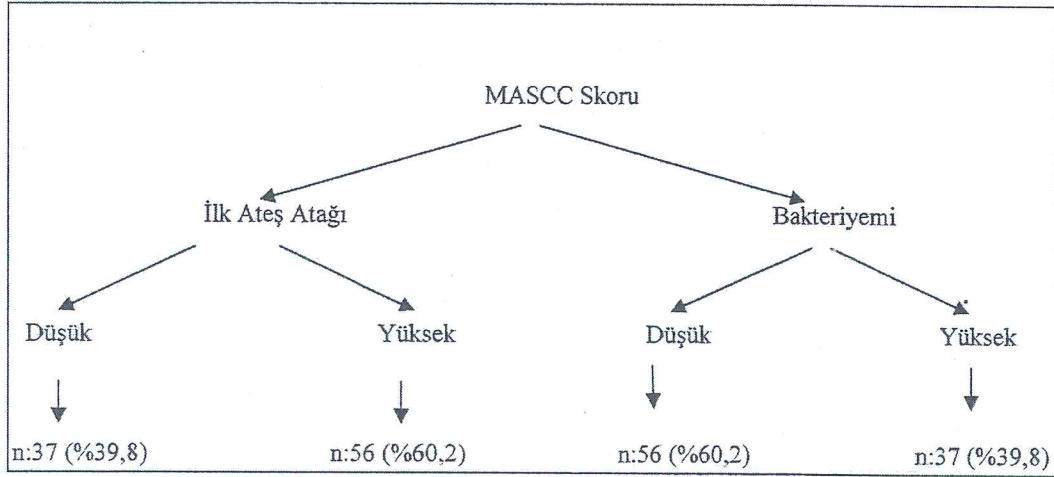 MASCC Skoru
İlk Ateş Atağı
Bakteriyemi
Düşük
Yüksek
Düşük
Yüksek
n:37 (%39,8)
n:56 (%60,2)
n:56 (%60,2)
n:37 (%39,8)